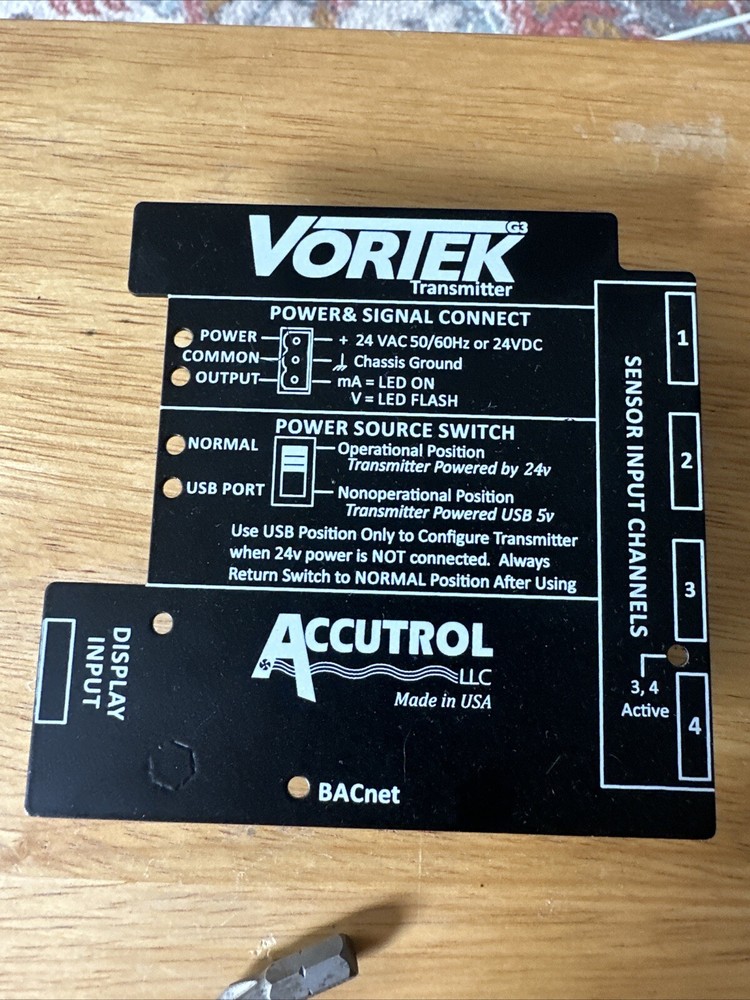 VORTEK G3
Transmitter
POWER& SIGNAL CONNECT
POWER
+ 24 VAC 50/60Hz or 24VDC
COMMON
Chassis Ground
OUTPUT
mA = LED ON
V = LED FLASH
POWER SOURCE SWITCH
NORMAL
Operational Position
Transmitter Powered by 24v
USB PORT
Nonoperational Position
Transmitter Powered USB 5v
Use USB Position Only to Configure Transmitter
when 24v power is NOT connected. Always
Return Switch to NORMAL Position After Using
SENSOR INPUT CHANNELS
1
2
3
4
3, 4
Active
DISPLAY
INPUT
ACCUTROL
LLC
Made in USA
BACnet